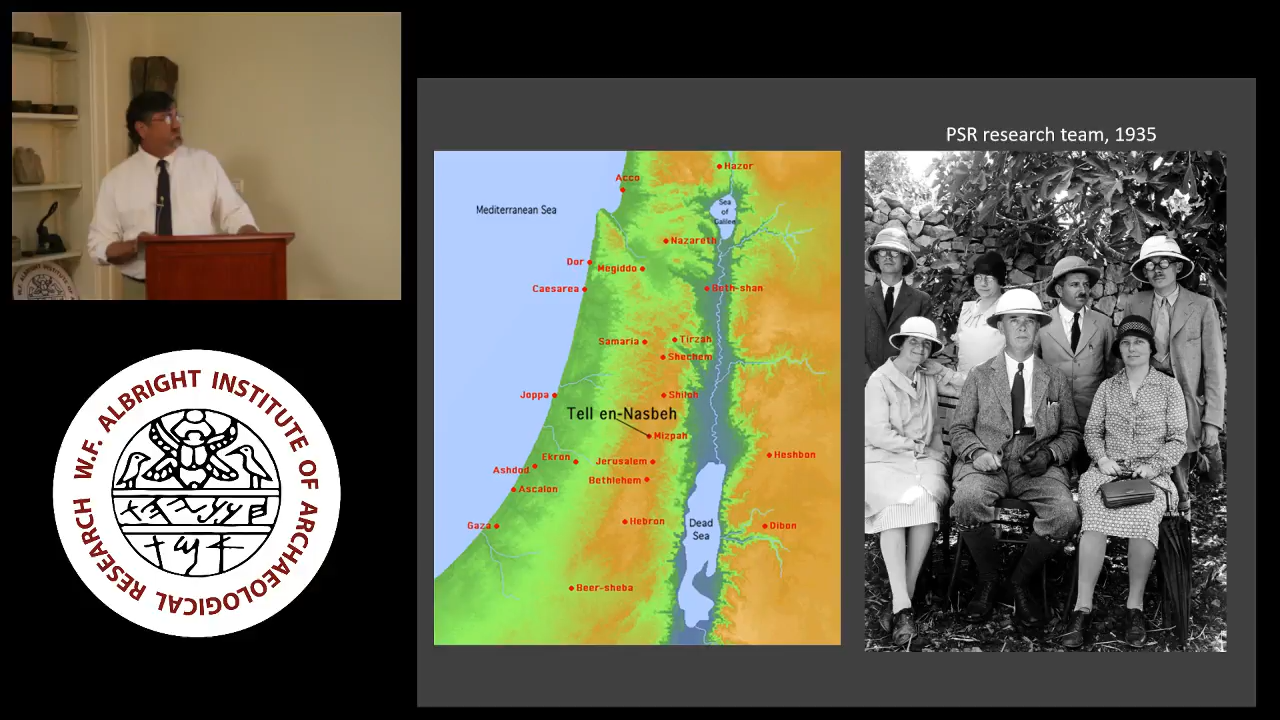 PSR research team, 1935
Hazor
Acco
Sea
of
Galilee
Mediterranean Sea
Nazareth
Dor
Megiddo
Caesarea
Beth-shan
Samaria
Tirzah
Shechem
Joppa
Shiloh
Tell en-Nasbeh
Mizpah
Ekron
Jerusalem
Heshbon
Ashdod
Bethlehem
Ascalon
Gaza
Hebron
Dead
Sea
Dibon
Beer-sheba
W.F. ALBRIGHT INSTITUTE OF ARCHAEOLOGICAL RESEARCH